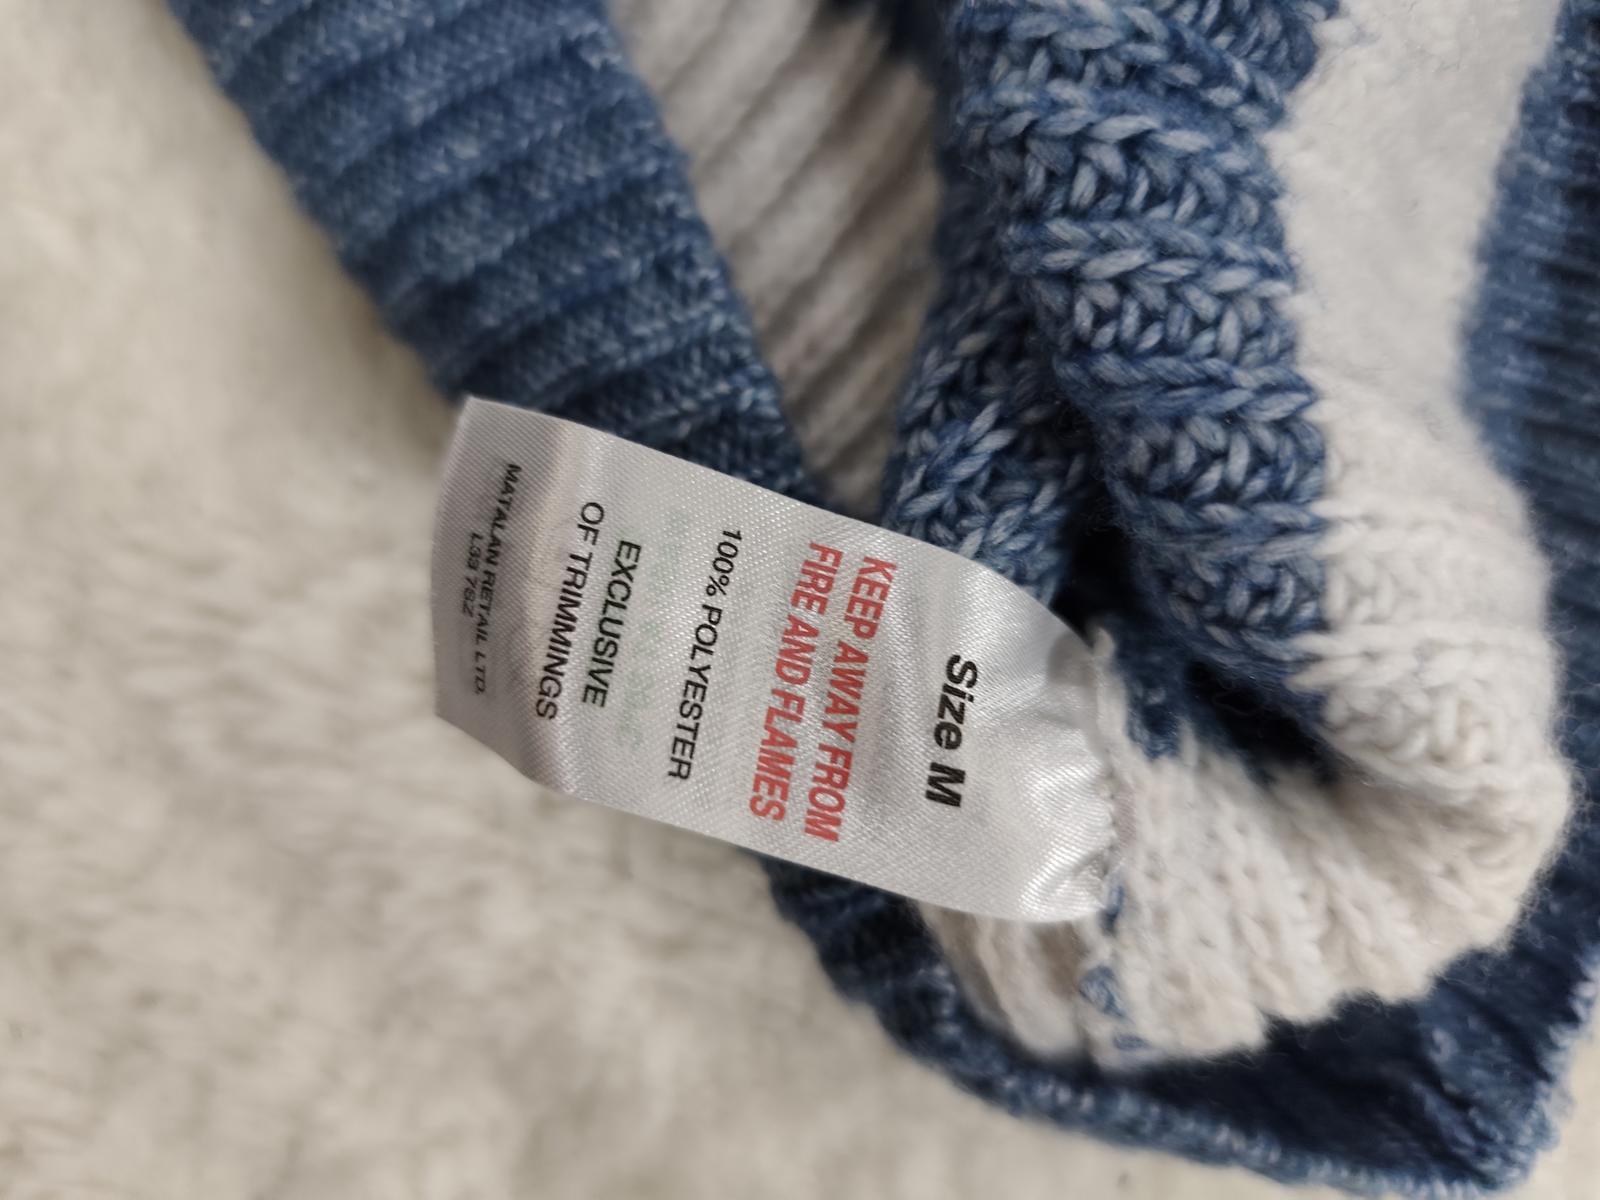 Size M
KEEP AWAY FROM
FIRE AND FLAMES
100% POLYESTER
EXCLUSIVE
OF TRIMMINGS
MATALAN RETAIL LTD.
L33 7SZ